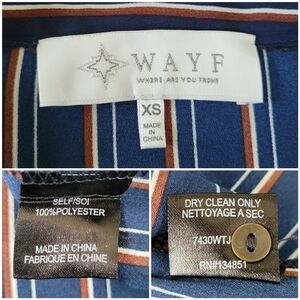 WAYF
WHERE ARE YOU FROM?
XS
MADE IN
CHINA
SELF/SOI
100%POLYESTER
MADE IN CHINA
FABRIQUE EN CHINE
DRY CLEAN ONLY
NETTOYAGE A SEC
7430WTJ
RN#134851